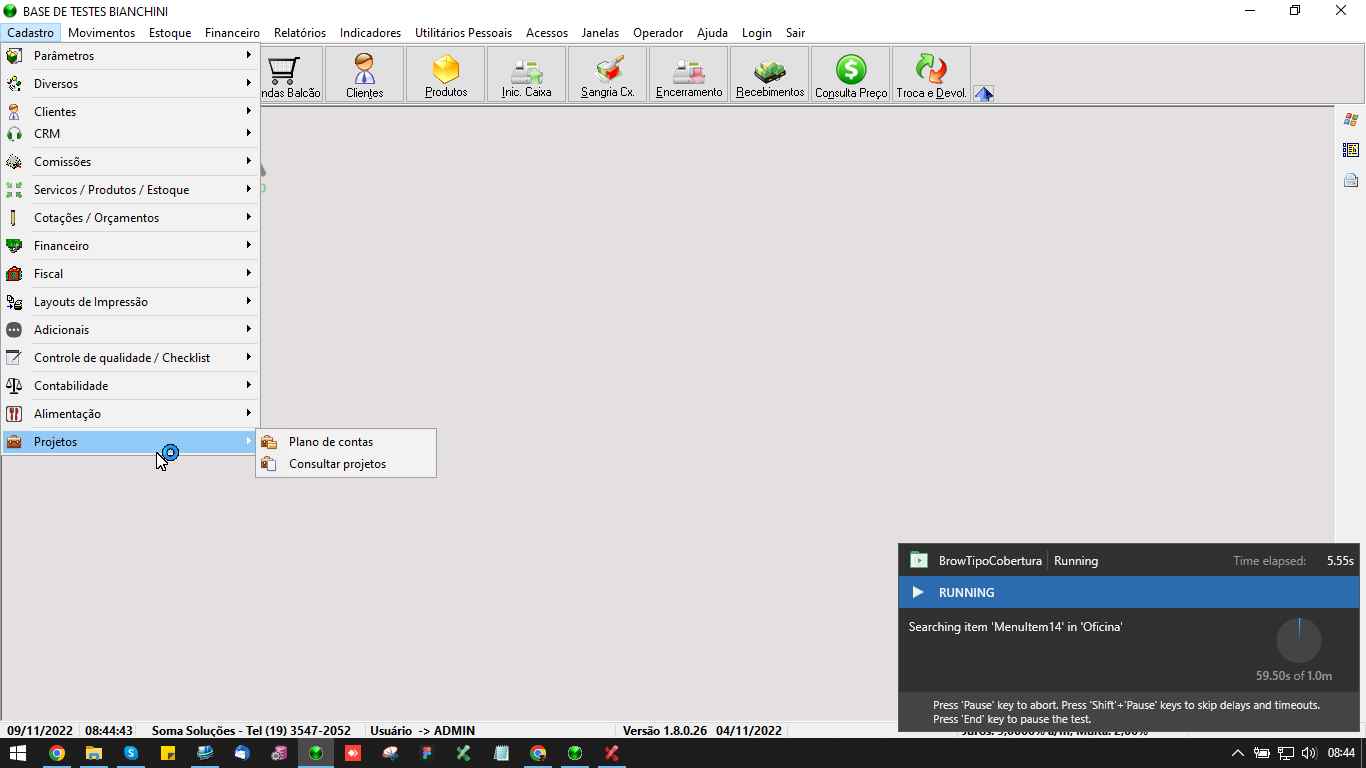 BASE DE TESTES BIANCHINI
Cadastro Movimentos Estoque Financeiro Relatórios Indicadores Utilitários Pessoais Acessos Janelas Operador Ajuda Login Sair
ndas Balcão Clientes Produtos Inic. Caixa Sangria Cx. Encerramento Recebimentos Consulta Preço Troca e Devol.
Parâmetros
Diversos
Clientes
CRM
Comissões
Servicos / Produtos / Estoque
Cotações / Orçamentos
Financeiro
Fiscal
Layouts de Impressão
Adicionais
Controle de qualidade / Checklist
Contabilidade
Alimentação
Projetos
Plano de contas
Consultar projetos
BrowTipoCobertura Running Time elapsed: 5.55s
RUNNING
Searching item 'MenuItem14' in 'Oficina'
59.50s of 1.0m
Press 'Pause' key to abort. Press 'Shift'+'Pause' keys to skip delays and timeouts.
Press 'End' key to pause the test.
09/11/2022 08:44:43 Soma Soluções - Tel (19) 3547-2052 Usuário -> ADMIN Versão 1.8.0.26 04/11/2022
08:44